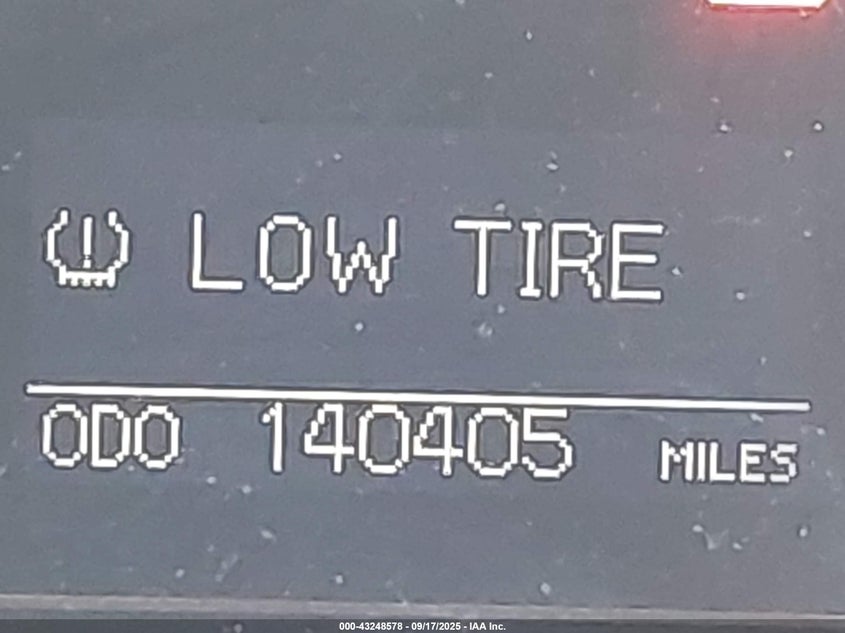 LOW TIRE
ODO 140405 MILES
000-43248578 - 09/17/2025 - IAA Inc.